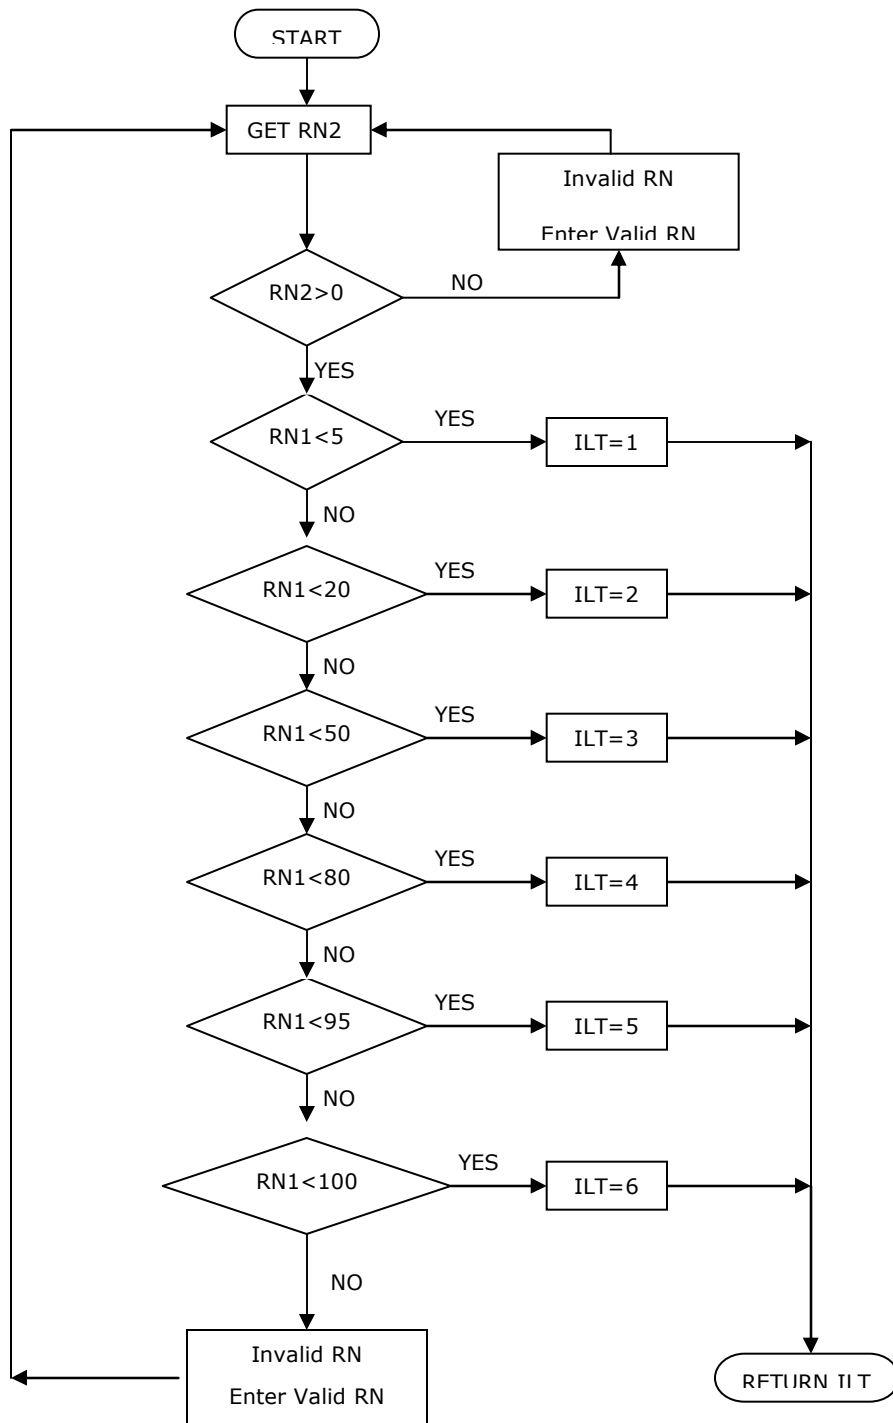 START
GET RN2
Invalid RN
Enter Valid RN
RN2>0
NO
YES
RN1<5
YES
ILT=1
NO
RN1<20
YES
ILT=2
NO
RN1<50
YES
ILT=3
NO
RN1<80
YES
ILT=4
NO
RN1<95
YES
ILT=5
NO
RN1<100
YES
ILT=6
NO
Invalid RN
Enter Valid RN
RETURN ILT